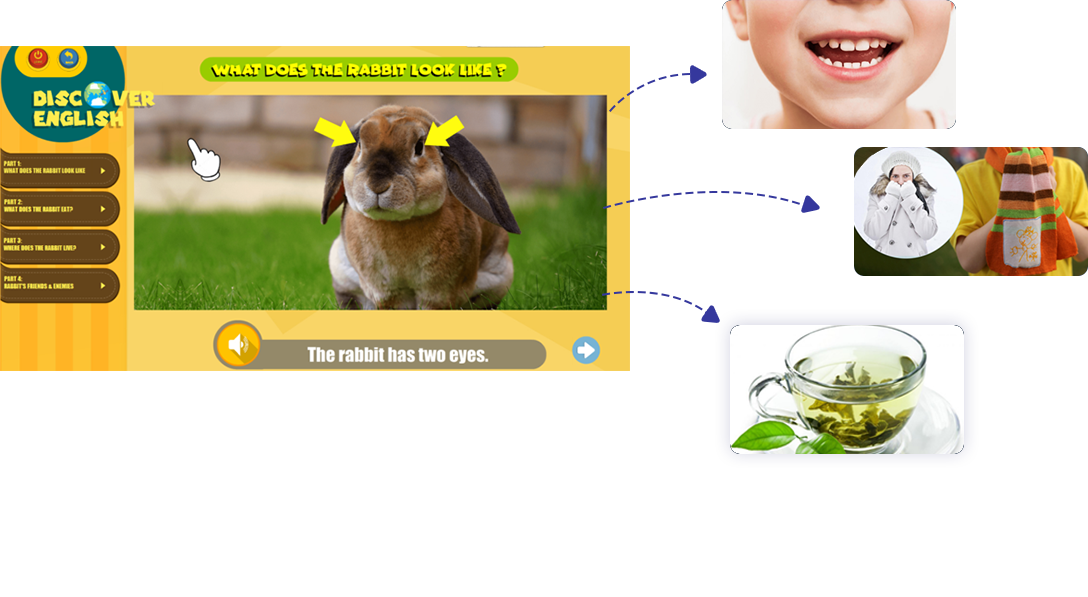 WHAT DOES THE RABBIT LOOK LIKE ?
DISCOVER
ENGLISH
PART 1:
WHAT DOES THE RABBIT LOOK LIKE
PART 2:
WHAT DOES THE RABBIT EAT?
PART 3:
WHERE DOES THE RABBIT LIVE?
PART 4:
RABBIT'S FRIENDS & ENEMIES
The rabbit has two eyes.